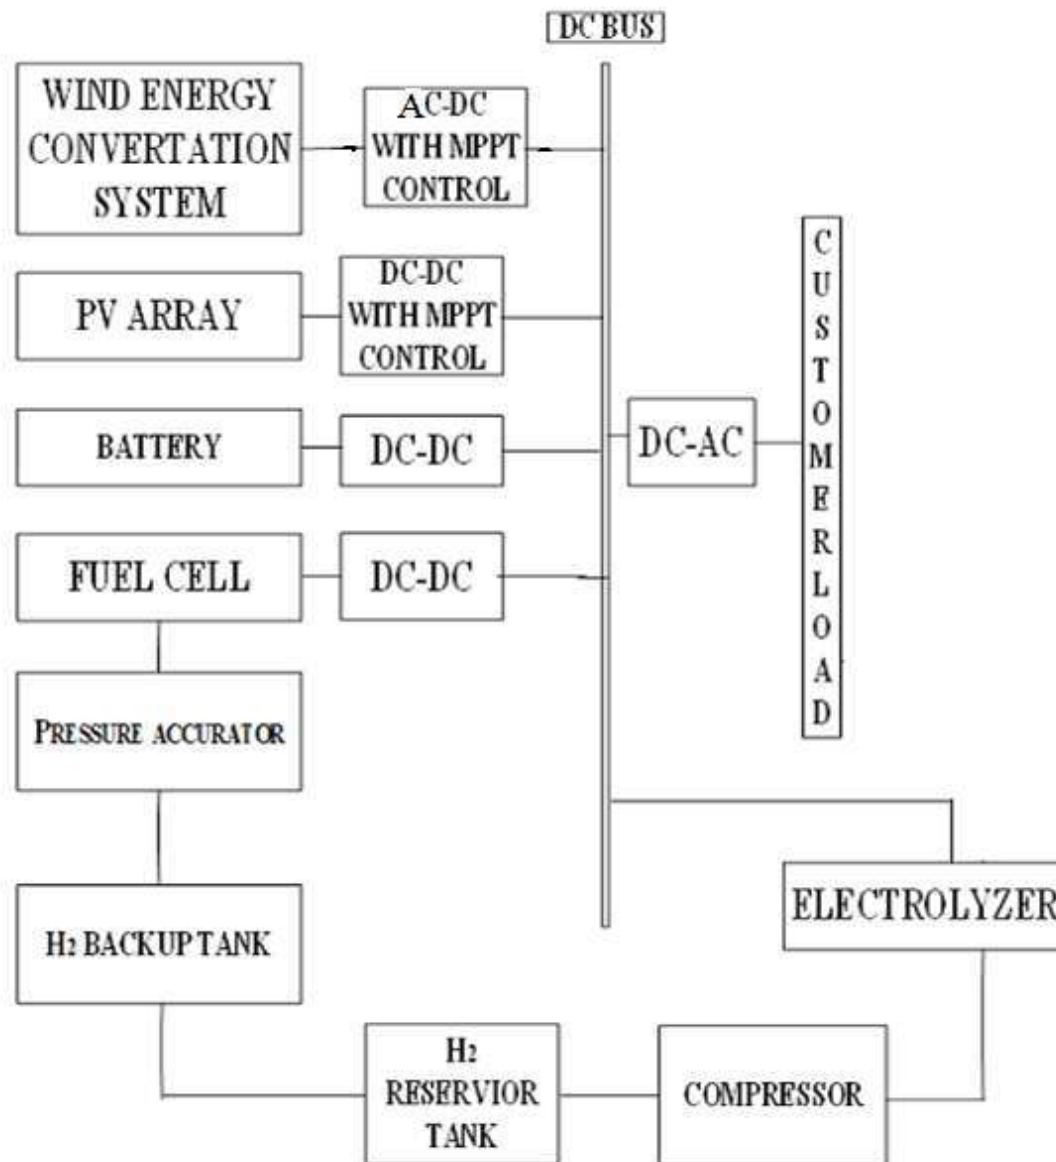 DC BUS
WIND ENERGY
CONVERTATION
SYSTEM
AC-DC
WITH MPPT
CONTROL
PV ARRAY
DC-DC
WITH MPPT
CONTROL
BATTERY
DC-DC
DC-AC
CUSTOMERLOAD
FUEL CELL
DC-DC
PRESSURE ACCURATOR
ELECTROLYZER
H2 BACKUP TANK
H2
RESERVIOR
TANK
COMPRESSOR